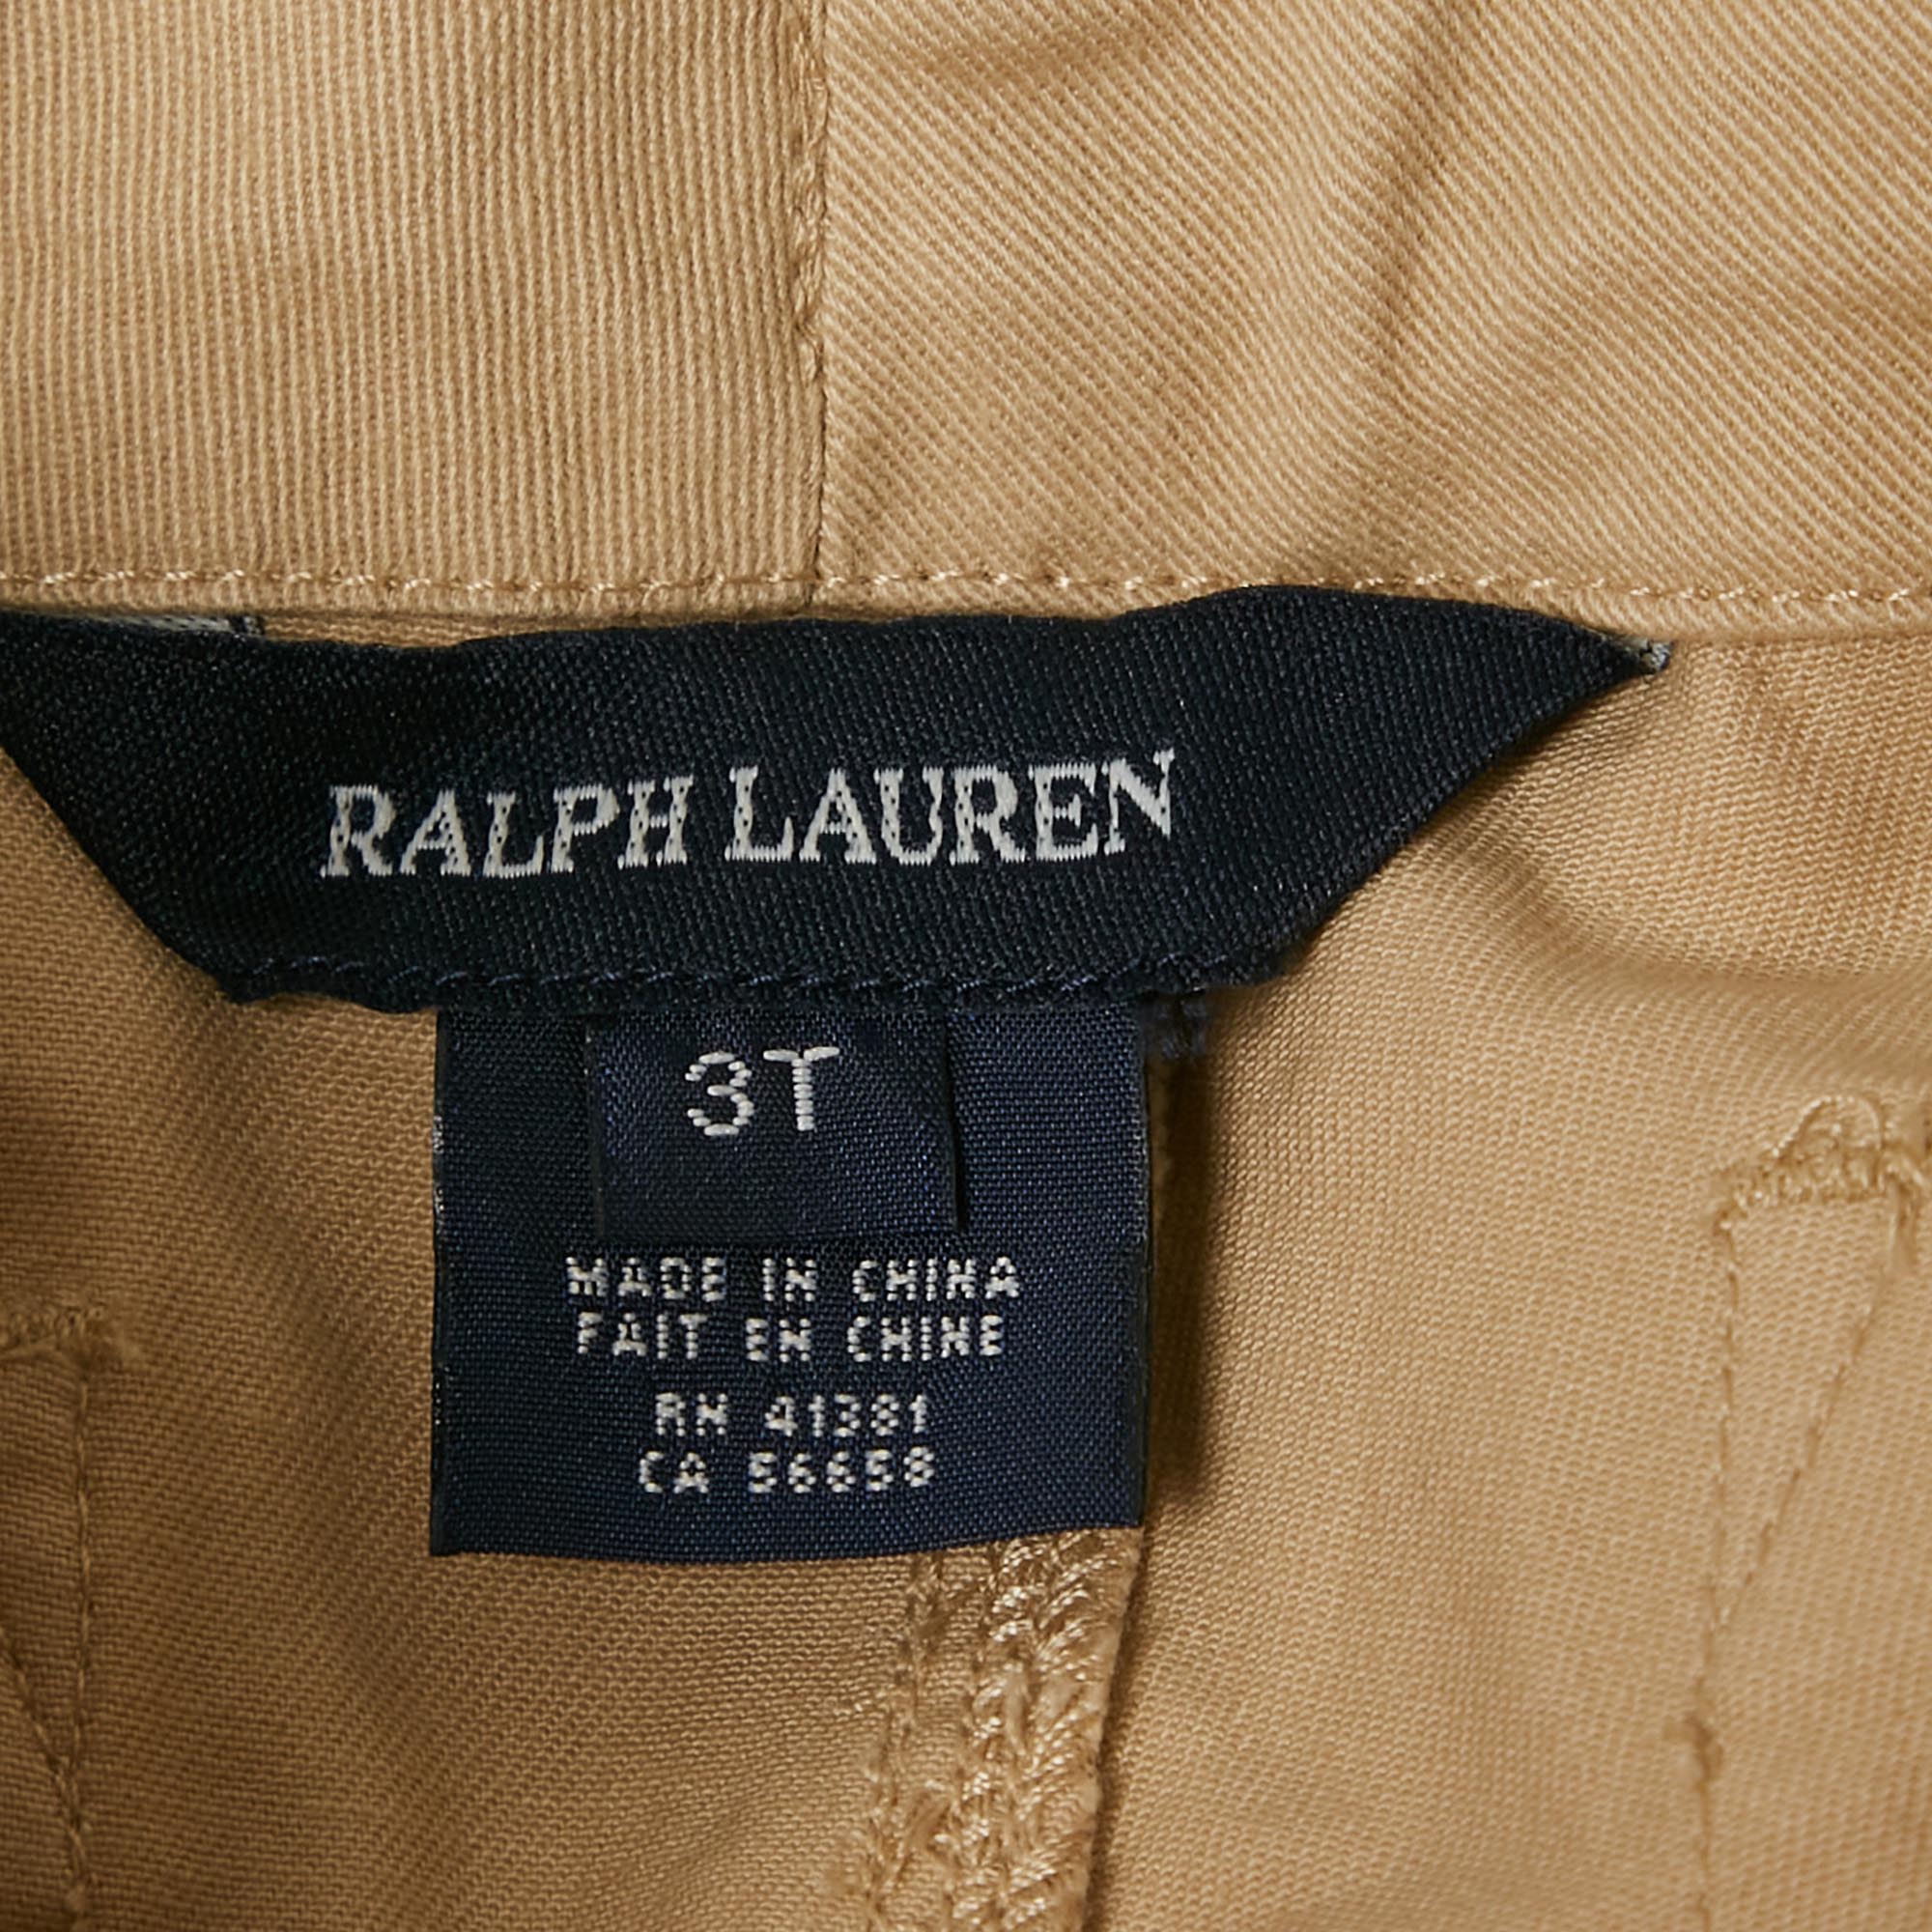 RALPH LAUREN
3T
MADE IN CHINA
FAIT EN CHINE
RN 41381
CA 56658